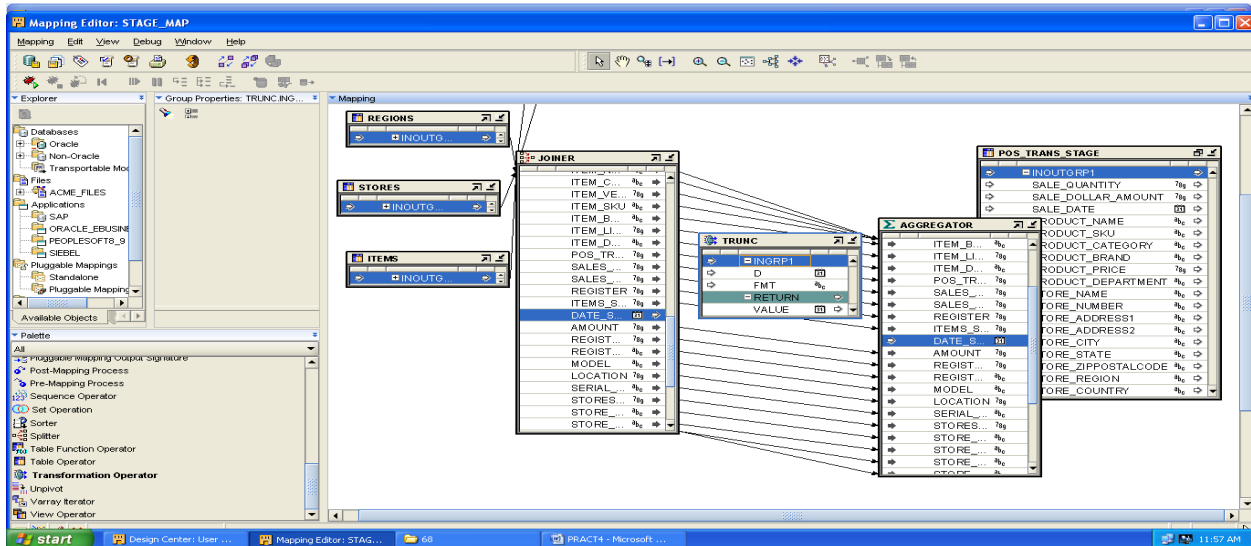 Mapping Editor: STAGE_MAP
Mapping Edit View Debug Window Help
Explorer
Databases
Oracle
Non-Oracle
Transportable Moc
Files
ACME_FILES
Applications
SAP
ORACLE_EBUSINE
PEOPLESOFT8_9
SIEBEL
Pluggable Mappings
Standalone
Pluggable Mapping
Available Objects
Group Properties: TRUNC.ING...
Palette
All
Pluggable Mapping Output Signature
Post-Mapping Process
Pre-Mapping Process
Sequence Operator
Set Operation
Sorter
Splitter
Table Function Operator
Table Operator
Transformation Operator
Unpivot
Varray Iterator
View Operator
Mapping
REGIONS
INOUTG...
STORES
INOUTG...
ITEMS
INOUTG...
JOINER
ITEM_C...
ITEM_VE...
ITEM_SKU
ITEM_B...
ITEM_LI...
ITEM_D...
POS_TR...
SALES_...
SALES_...
REGISTER
ITEMS_S...
DATE_S...
AMOUNT
REGIST...
REGIST...
MODEL
LOCATION
SERIAL_...
STORES...
STORE_...
STORE_...
TRUNC
INGRP1
D
FMT
RETURN
VALUE
AGGREGATOR
ITEM_B...
ITEM_LI...
ITEM_D...
POS_TR...
SALES_...
SALES_...
REGISTER
ITEMS_S...
DATE_S...
AMOUNT
REGIST...
REGIST...
MODEL
LOCATION
SERIAL_...
STORES...
STORE_...
STORE_...
STORE_...
POS_TRANS_STAGE
INOUTGRP1
SALE_QUANTITY
SALE_DOLLAR_AMOUNT
SALE_DATE
RODUCT_NAME
RODUCT_SKU
RODUCT_CATEGORY
RODUCT_BRAND
RODUCT_PRICE
RODUCT_DEPARTMENT
TORE_NAME
TORE_NUMBER
TORE_ADDRESS1
TORE_ADDRESS2
TORE_CITY
TORE_STATE
TORE_ZIPPOSTALCODE
TORE_REGION
TORE_COUNTRY
start
Design Center: User ...
Mapping Editor: STAG...
68
PRACT4 - Microsoft ...
11:57 AM